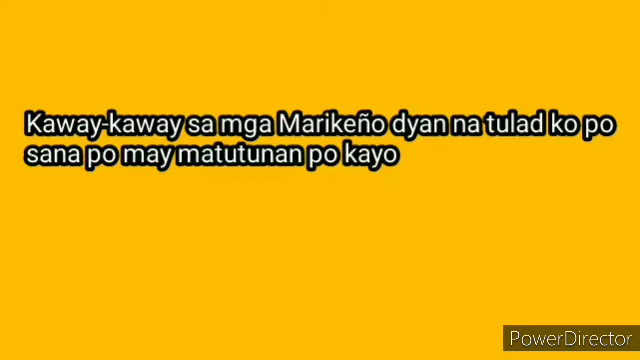 Kaway-kaway sa mga Marikeño dyan na tulad ko po
sana po may matutunan po kayo
PowerDirector